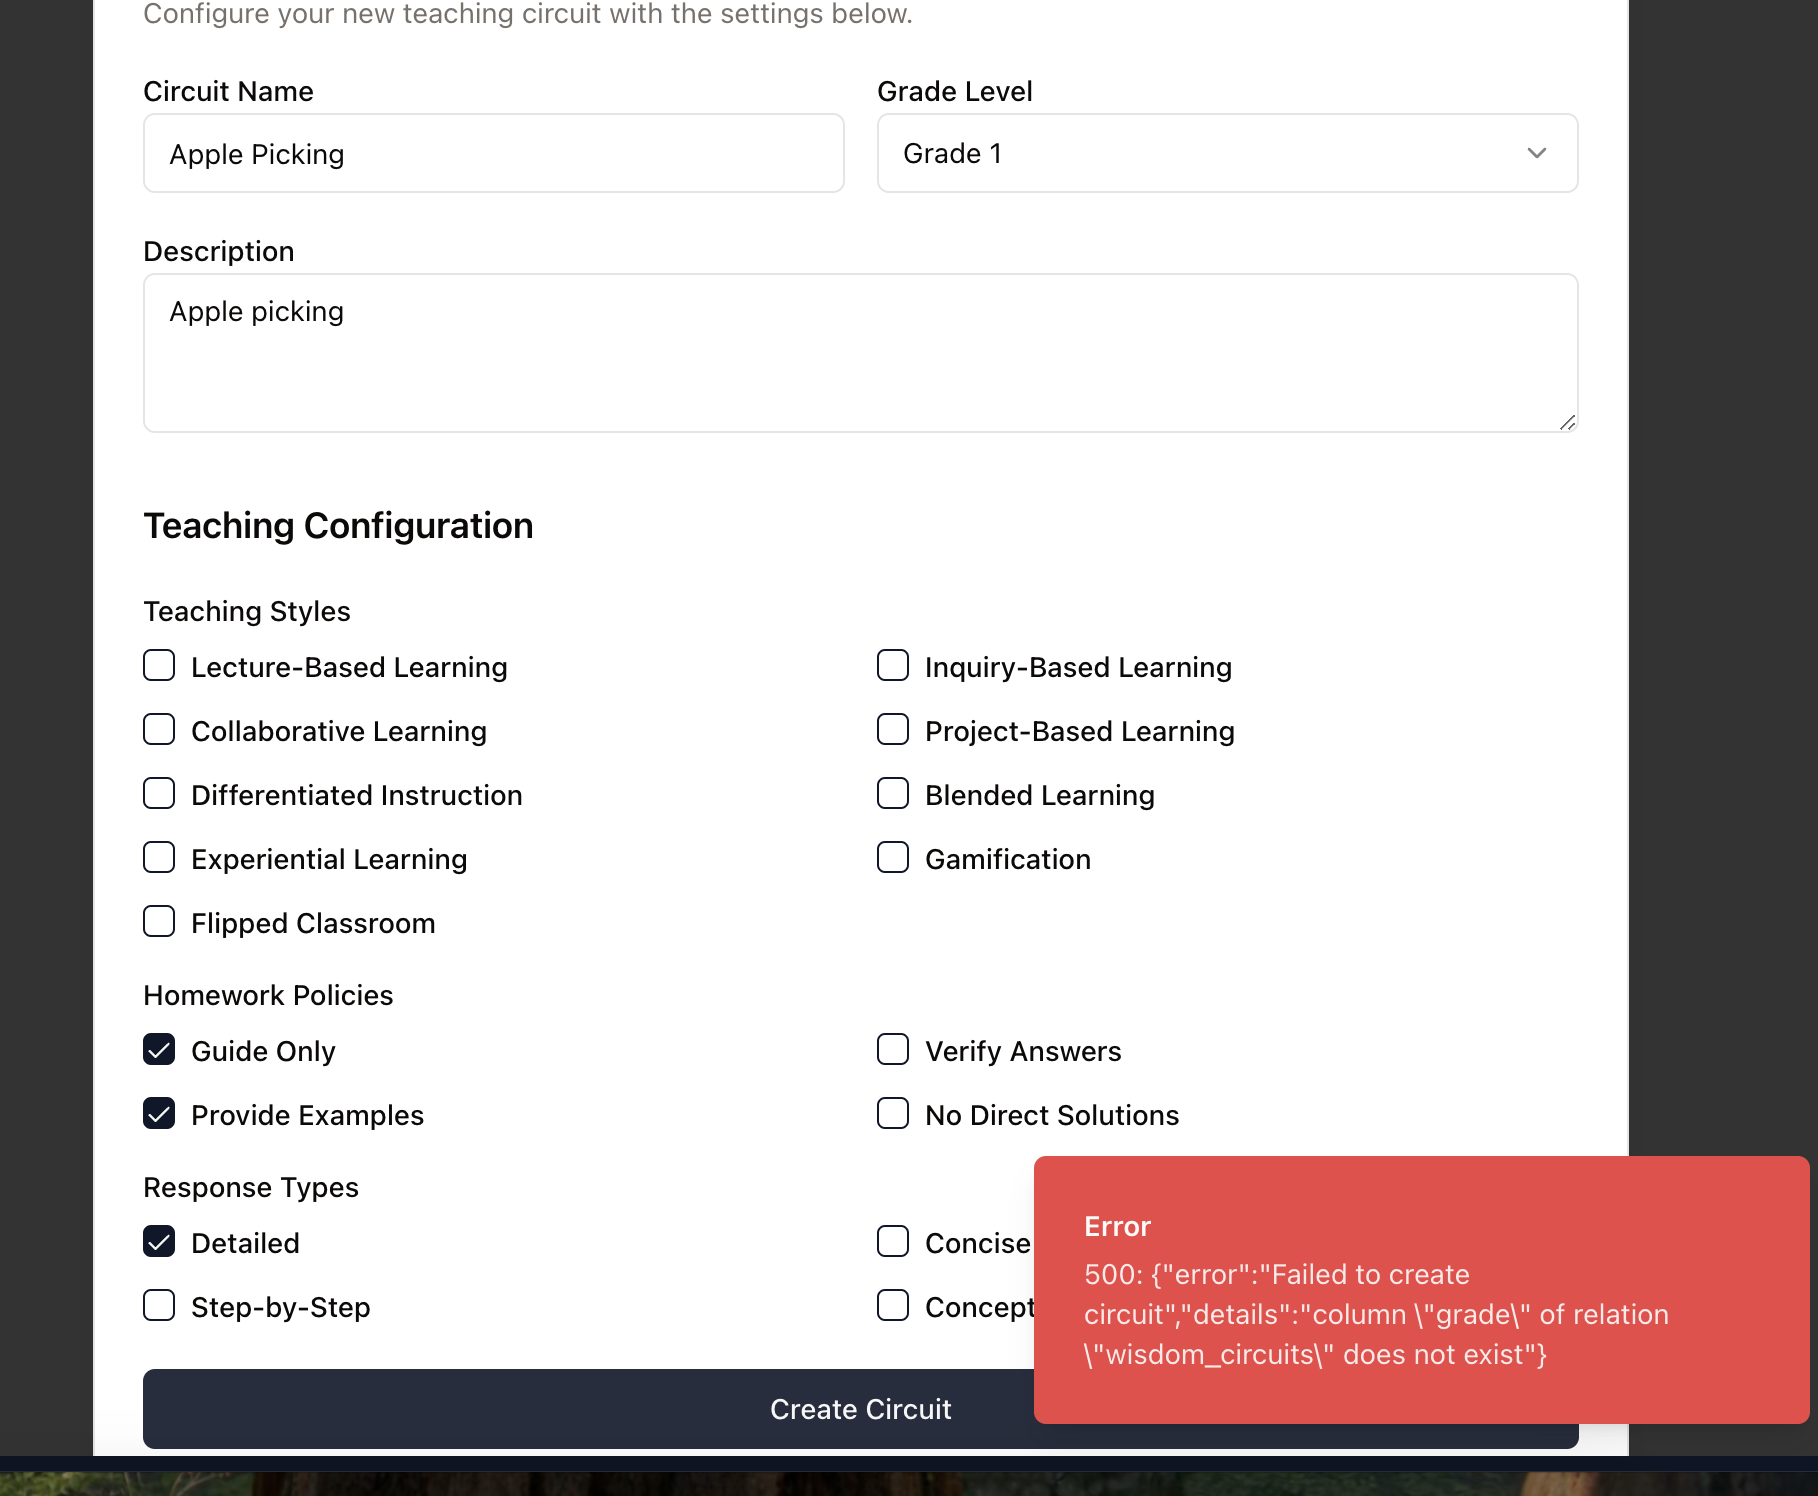 Configure your new teaching circuit with the settings below.
Circuit Name
Grade Level
Apple Picking
Grade 1
Description
Apple picking
Teaching Configuration
Teaching Styles
Lecture-Based Learning
Inquiry-Based Learning
Collaborative Learning
Project-Based Learning
Differentiated Instruction
Blended Learning
Experiential Learning
Gamification
Flipped Classroom
Homework Policies
Guide Only
Verify Answers
Provide Examples
No Direct Solutions
Response Types
Detailed
Concise
Step-by-Step
Concept
Error
500: {"error":"Failed to create
circuit","details":"column \"grade\" of relation
\"wisdom_circuits\" does not exist"}
Create Circuit